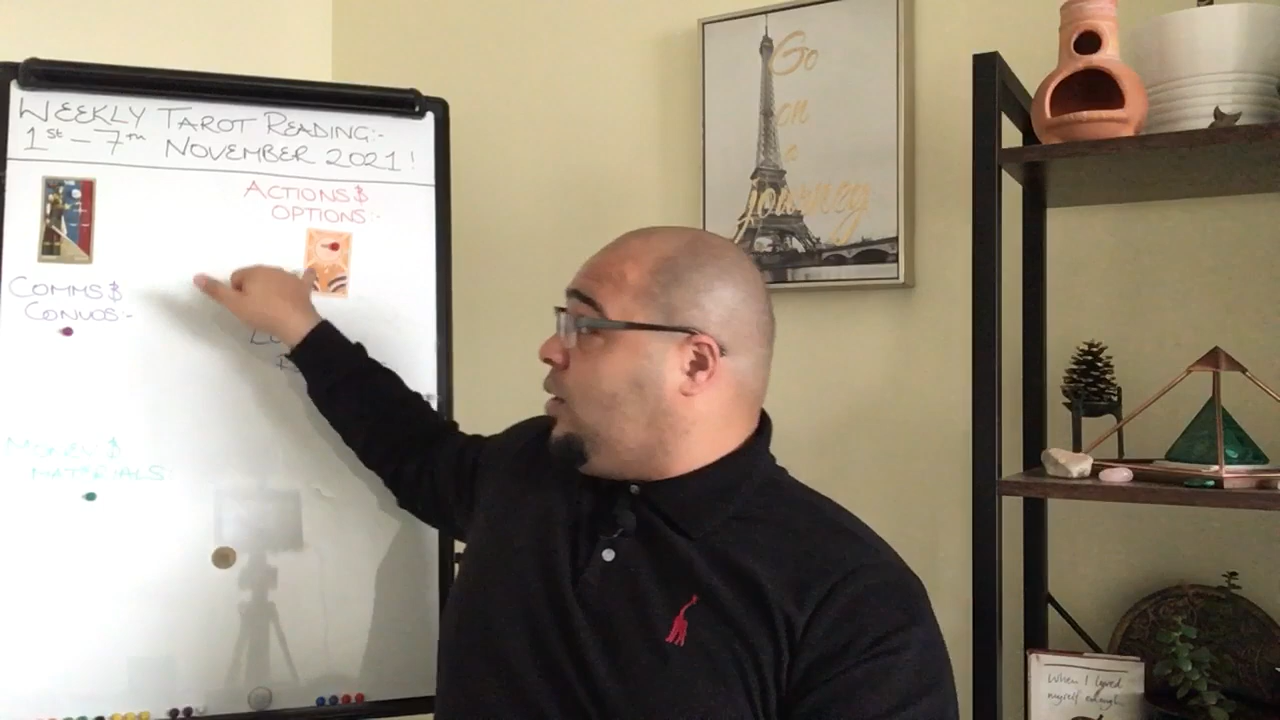 WEEKLY TAROT READING:-
1st - 7TH NOVEMBER 2021!
ACTIONS $
OPTIONS:-
COMMS $
CONVOS:-
MONEY $
MATERIALS:
Go
on
a
journey
When I loved
myself enough